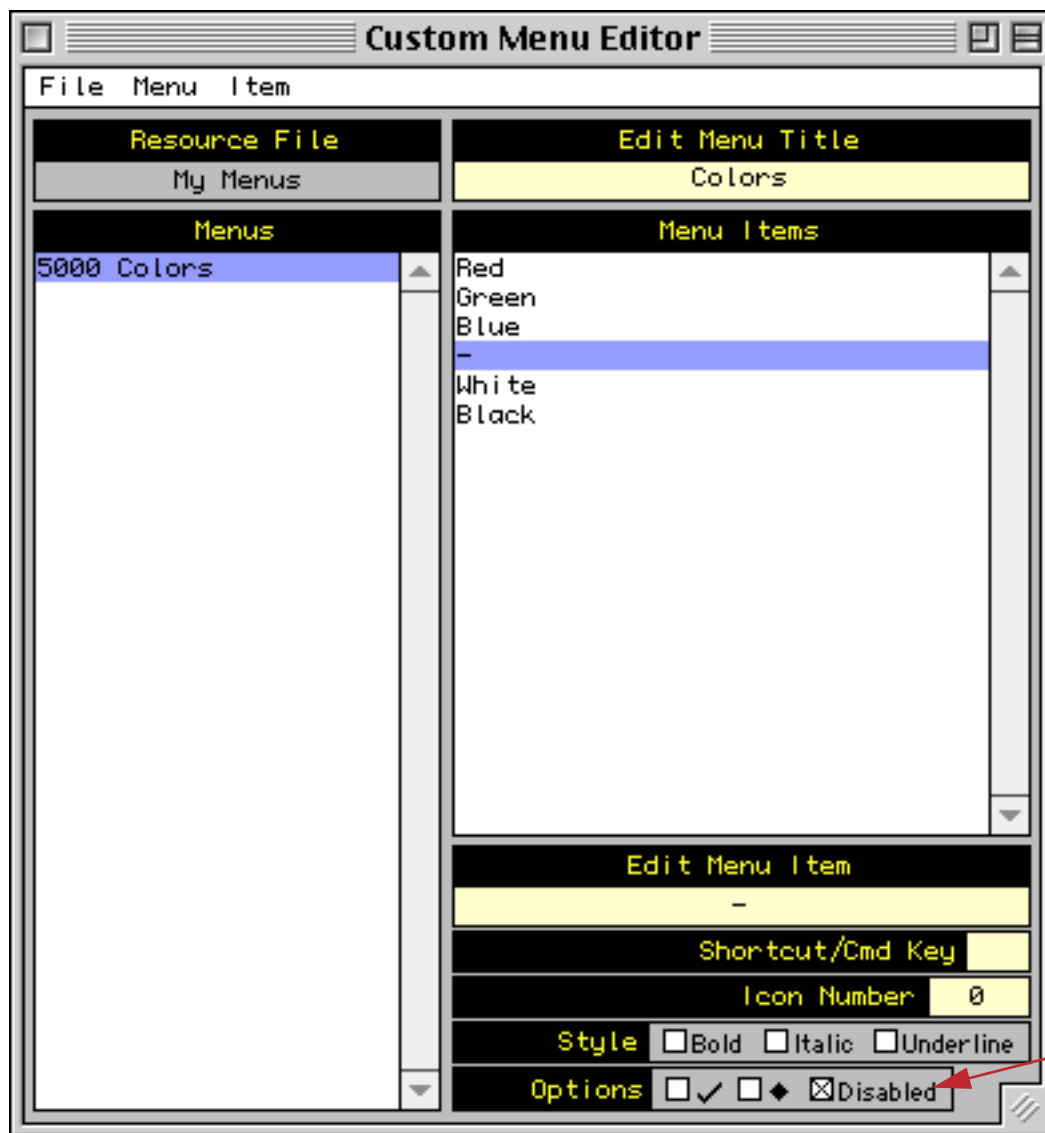 Custom Menu Editor
File Menu Item
Resource File
My Menus
Edit Menu Title
Colors
Menus
5000 Colors
Menu Items
Red
Green
Blue
-
White
Black
Edit Menu Item
-
Shortcut/Cmd Key
Icon Number 0
Style Bold Italic Underline
Options ✓ ◆ Disabled